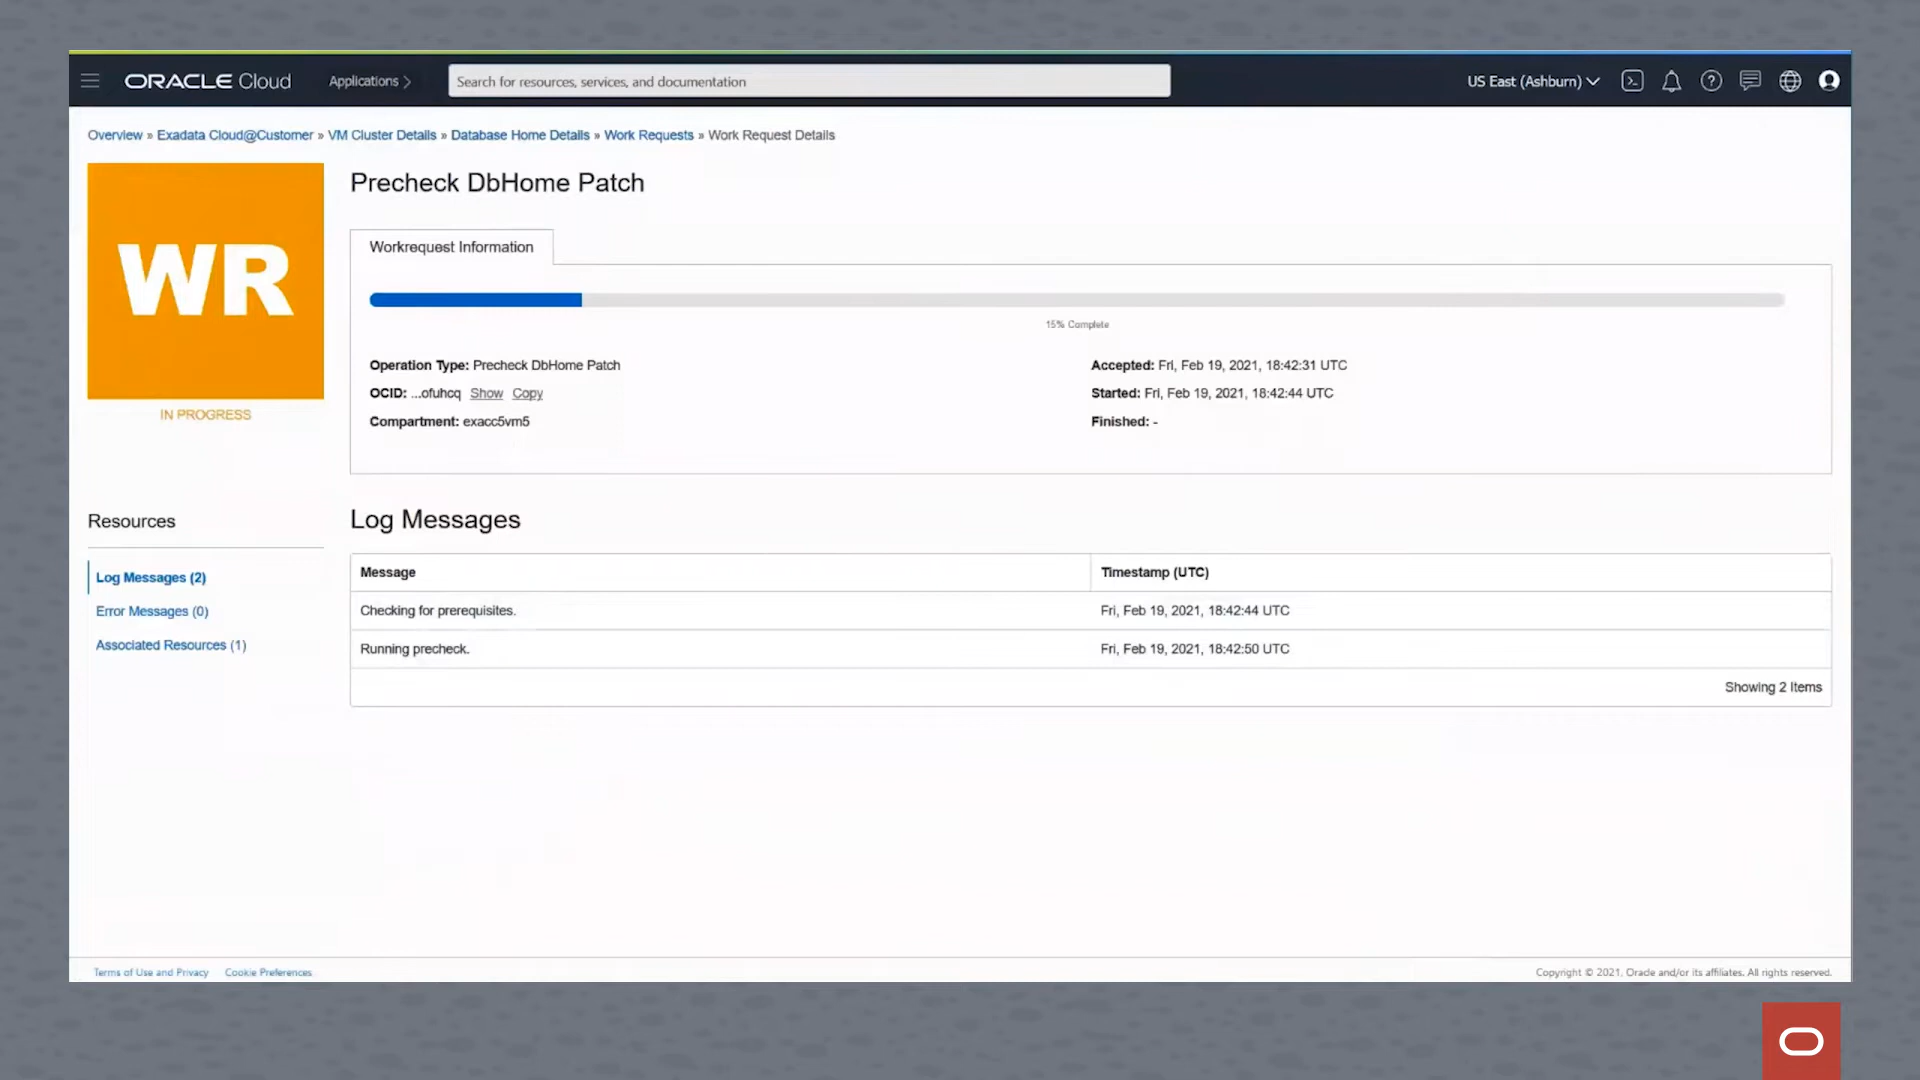 ORACLE Cloud Applications > Search for resources, services, and documentation US East (Ashburn)
Overview » Exadata Cloud@Customer » VM Cluster Details » Database Home Details » Work Requests » Work Request Details
WR
IN PROGRESS
Precheck DbHome Patch
Workrequest Information
15% Complete
Operation Type: Precheck DbHome Patch
OCID: ...ofuhcq Show Copy
Compartment: exacc5vm5
Accepted: Fri, Feb 19, 2021, 18:42:31 UTC
Started: Fri, Feb 19, 2021, 18:42:44 UTC
Finished: -
Resources
Log Messages (2)
Error Messages (0)
Associated Resources (1)
Log Messages
Message Timestamp (UTC)
Checking for prerequisites. Fri, Feb 19, 2021, 18:42:44 UTC
Running precheck. Fri, Feb 19, 2021, 18:42:50 UTC
Showing 2 Items
Terms of Use and Privacy Cookie Preferences Copyright © 2021, Oracle and/or its affiliates. All rights reserved.